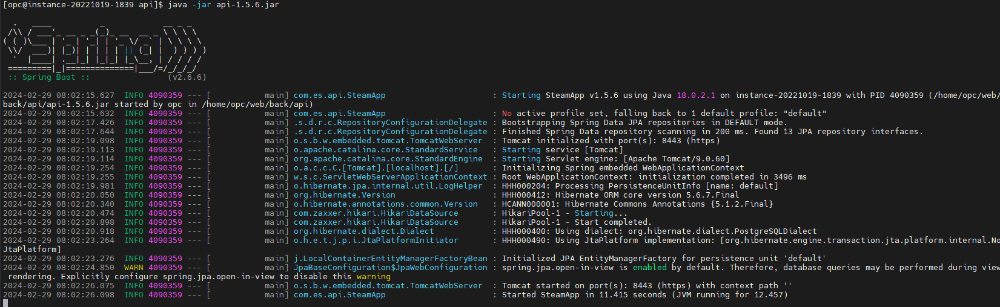 [opc@instance-20221019-1839 api]$ java -jar api-1.5.6.jar

  .   ____          _            __ _ _
 /\\ / ___'_ __ _ _(_)_ __  __ _ \ \ \ \
( ( )\___ | '_ | '_| | '_ \/ _` | \ \ \ \
 \\/  ___)| |_)| | | | | || (_| |  ) ) ) )
  '  |____| .__|_| |_|_| |_\__, | / / / /
 =========|_|==============|___/=/_/_/_/
 :: Spring Boot ::                (v2.6.6)

2024-02-29 08:02:15.627  INFO 4090359 --- [           main] com.es.api.SteamApp                      : Starting SteamApp v1.5.6 using Java 18.0.2.1 on instance-20221019-1839 with PID 4090359 (/home/opc/web/
back/api/api-1.5.6.jar started by opc in /home/opc/web/back/api)
2024-02-29 08:02:15.632  INFO 4090359 --- [           main] com.es.api.SteamApp                      : No active profile set, falling back to 1 default profile: "default"
2024-02-29 08:02:17.426  INFO 4090359 --- [           main] .s.d.r.c.RepositoryConfigurationDelegate : Bootstrapping Spring Data JPA repositories in DEFAULT mode.
2024-02-29 08:02:17.644  INFO 4090359 --- [           main] .s.d.r.c.RepositoryConfigurationDelegate : Finished Spring Data repository scanning in 200 ms. Found 13 JPA repository interfaces.
2024-02-29 08:02:19.098  INFO 4090359 --- [           main] o.s.b.w.embedded.tomcat.TomcatWebServer  : Tomcat initialized with port(s): 8443 (https)
2024-02-29 08:02:19.113  INFO 4090359 --- [           main] o.apache.catalina.core.StandardService   : Starting service [Tomcat]
2024-02-29 08:02:19.114  INFO 4090359 --- [           main] org.apache.catalina.core.StandardEngine  : Starting Servlet engine: [Apache Tomcat/9.0.60]
2024-02-29 08:02:19.254  INFO 4090359 --- [           main] o.a.c.c.C.[Tomcat].[localhost].[/]       : Initializing Spring embedded WebApplicationContext
2024-02-29 08:02:19.255  INFO 4090359 --- [           main] w.s.c.ServletWebServerApplicationContext : Root WebApplicationContext: initialization completed in 3496 ms
2024-02-29 08:02:19.981  INFO 4090359 --- [           main] o.hibernate.jpa.internal.util.LogHelper  : HHH000204: Processing PersistenceUnitInfo [name: default]
2024-02-29 08:02:20.050  INFO 4090359 --- [           main] org.hibernate.Version                    : HHH000412: Hibernate ORM core version 5.6.7.Final
2024-02-29 08:02:20.340  INFO 4090359 --- [           main] o.hibernate.annotations.common.Version   : HCANN000001: Hibernate Commons Annotations {5.1.2.Final}
2024-02-29 08:02:20.474  INFO 4090359 --- [           main] com.zaxxer.hikari.HikariDataSource       : HikariPool-1 - Starting...
2024-02-29 08:02:20.898  INFO 4090359 --- [           main] com.zaxxer.hikari.HikariDataSource       : HikariPool-1 - Start completed.
2024-02-29 08:02:20.918  INFO 4090359 --- [           main] org.hibernate.dialect.Dialect            : HHH000400: Using dialect: org.hibernate.dialect.PostgreSQLDialect
2024-02-29 08:02:23.264  INFO 4090359 --- [           main] o.h.e.t.j.p.i.JtaPlatformInitiator       : HHH000490: Using JtaPlatform implementation: [org.hibernate.engine.transaction.jta.platform.internal.No
JtaPlatform]
2024-02-29 08:02:23.276  INFO 4090359 --- [           main] j.LocalContainerEntityManagerFactoryBean : Initialized JPA EntityManagerFactory for persistence unit 'default'
2024-02-29 08:02:24.850  WARN 4090359 --- [           main] JpaBaseConfiguration$JpaWebConfiguration : spring.jpa.open-in-view is enabled by default. Therefore, database queries may be performed during view
 rendering. Explicitly configure spring.jpa.open-in-view to disable this warning
2024-02-29 08:02:26.075  INFO 4090359 --- [           main] o.s.b.w.embedded.tomcat.TomcatWebServer  : Tomcat started on port(s): 8443 (https) with context path ''
2024-02-29 08:02:26.098  INFO 4090359 --- [           main] com.es.api.SteamApp                      : Started SteamApp in 11.415 seconds (JVM running for 12.457)